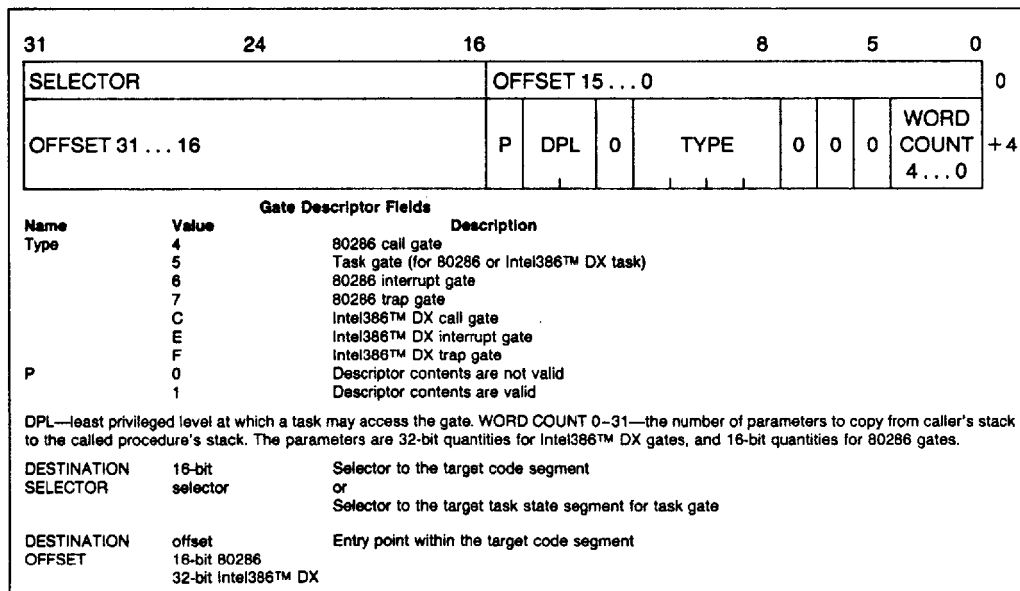 31 24 16 8 5 0
SELECTOR OFFSET 15 . . . 0 0
OFFSET 31 . . . 16 P DPL 0 TYPE 0 0 0 WORD COUNT 4 . . . 0 +4
Gate Descriptor Fields
Name Value Description
Type 4 80286 call gate
5 Task gate (for 80286 or Intel386™ DX task)
6 80286 interrupt gate
7 80286 trap gate
C Intel386™ DX call gate
E Intel386™ DX interrupt gate
F Intel386™ DX trap gate
P 0 Descriptor contents are not valid
1 Descriptor contents are valid
DPL—least privileged level at which a task may access the gate. WORD COUNT 0–31—the number of parameters to copy from caller's stack
to the called procedure's stack. The parameters are 32-bit quantities for Intel386™ DX gates, and 16-bit quantities for 80286 gates.
DESTINATION 16-bit Selector to the target code segment
SELECTOR selector or
Selector to the target task state segment for task gate
DESTINATION offset Entry point within the target code segment
OFFSET 16-bit 80286
32-bit Intel386™ DX